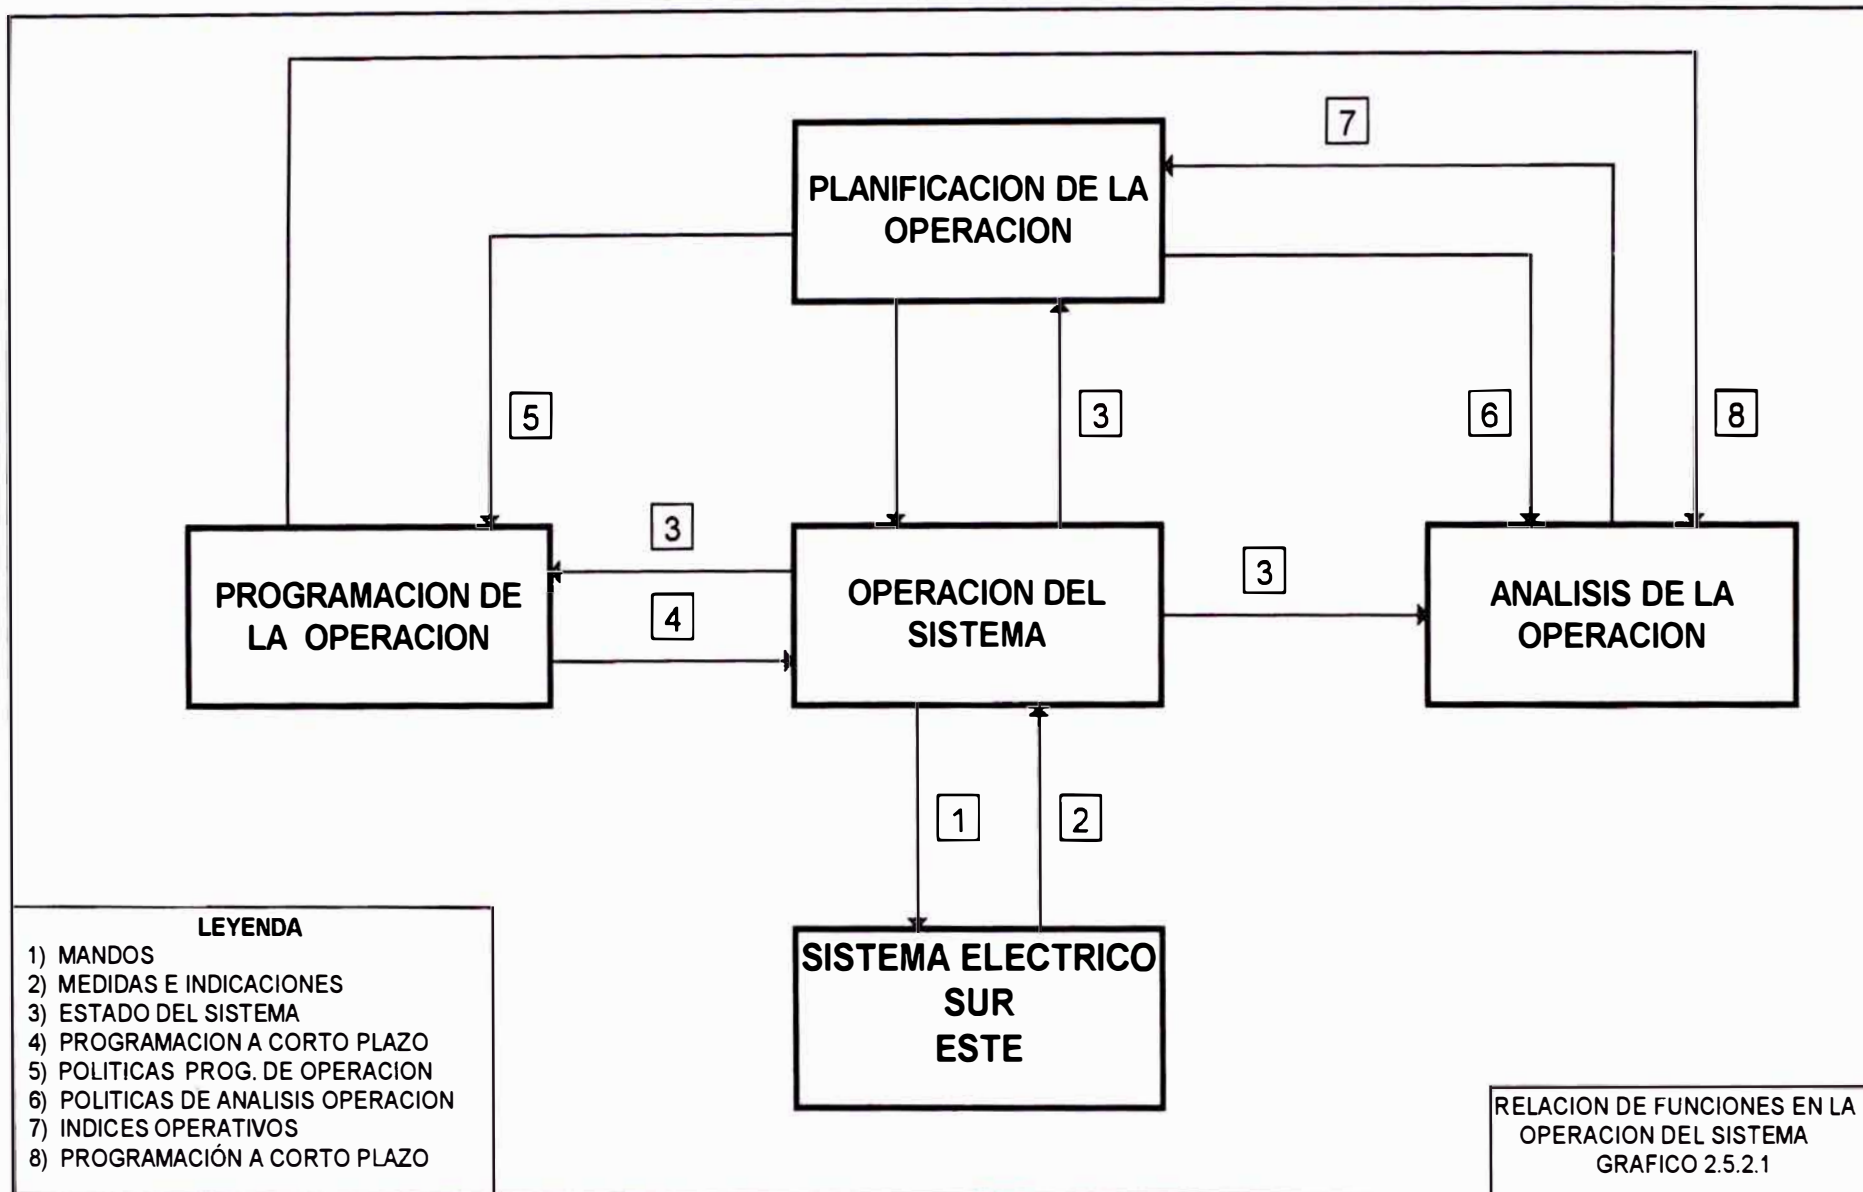 7
PLANIFICACION DE LA
OPERACION
5
3
6
8
3
4
3
PROGRAMACION DE
LA OPERACION
OPERACION DEL
SISTEMA
ANALISIS DE LA
OPERACION
1
2
SISTEMA ELECTRICO
SUR
ESTE
LEYENDA
1) MANDOS
2) MEDIDAS E INDICACIONES
3) ESTADO DEL SISTEMA
4) PROGRAMACION A CORTO PLAZO
5) POLITICAS PROG. DE OPERACION
6) POLITICAS DE ANALISIS OPERACION
7) INDICES OPERATIVOS
8) PROGRAMACIÓN A CORTO PLAZO
RELACION DE FUNCIONES EN LA
OPERACION DEL SISTEMA
GRAFICO 2.5.2.1